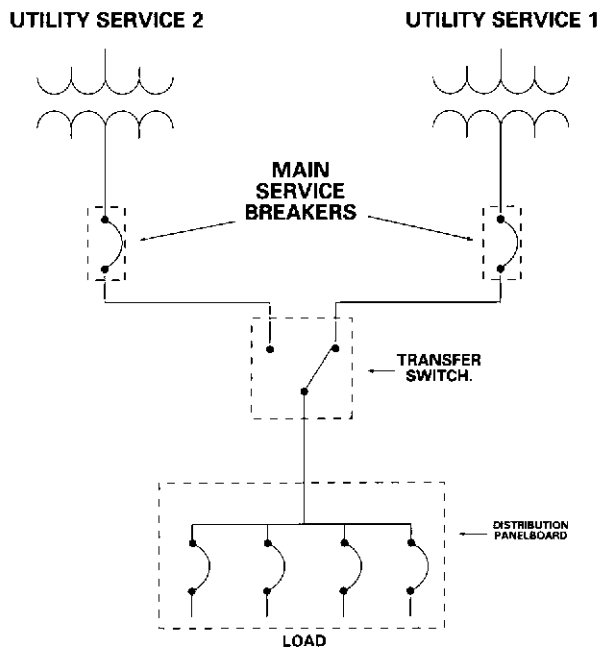 UTILITY SERVICE 2
UTILITY SERVICE 1
MAIN
SERVICE
BREAKERS
TRANSFER
SWITCH.
DISTRIBUTION
PANELBOARD
LOAD